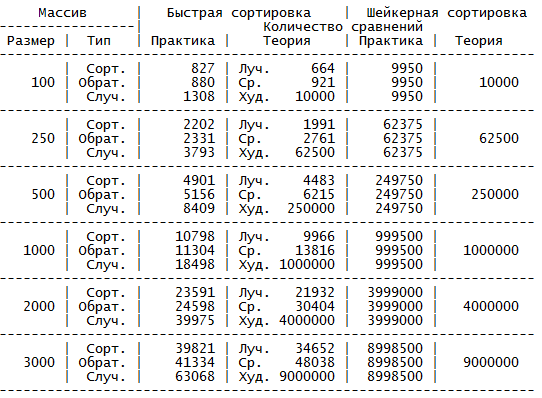 Массив | Быстрая сортировка | Шейкерная сортировка
Количество сравнений
Размер | Тип | Практика | Теория | Практика | Теория
Сорт. | 827 | Луч. 664 | 9950 |
100 | Обрат. | 880 | Ср. 921 | 9950 | 10000
Случ. | 1308 | Худ. 10000 | 9950 |
Сорт. | 2202 | Луч. 1991 | 62375 |
250 | Обрат. | 2331 | Ср. 2761 | 62375 | 62500
Случ. | 3793 | Худ. 62500 | 62375 |
Сорт. | 4901 | Луч. 4483 | 249750 |
500 | Обрат. | 5156 | Ср. 6215 | 249750 | 250000
Случ. | 8409 | Худ. 250000 | 249750 |
Сорт. | 10798 | Луч. 9966 | 999500 |
1000 | Обрат. | 11304 | Ср. 13816 | 999500 | 1000000
Случ. | 18498 | Худ. 1000000 | 999500 |
Сорт. | 23591 | Луч. 21932 | 3999000 |
2000 | Обрат. | 24598 | Ср. 30404 | 3999000 | 4000000
Случ. | 39975 | Худ. 4000000 | 3999000 |
Сорт. | 39821 | Луч. 34652 | 8998500 |
3000 | Обрат. | 41334 | Ср. 48038 | 8998500 | 9000000
Случ. | 63068 | Худ. 9000000 | 8998500 |